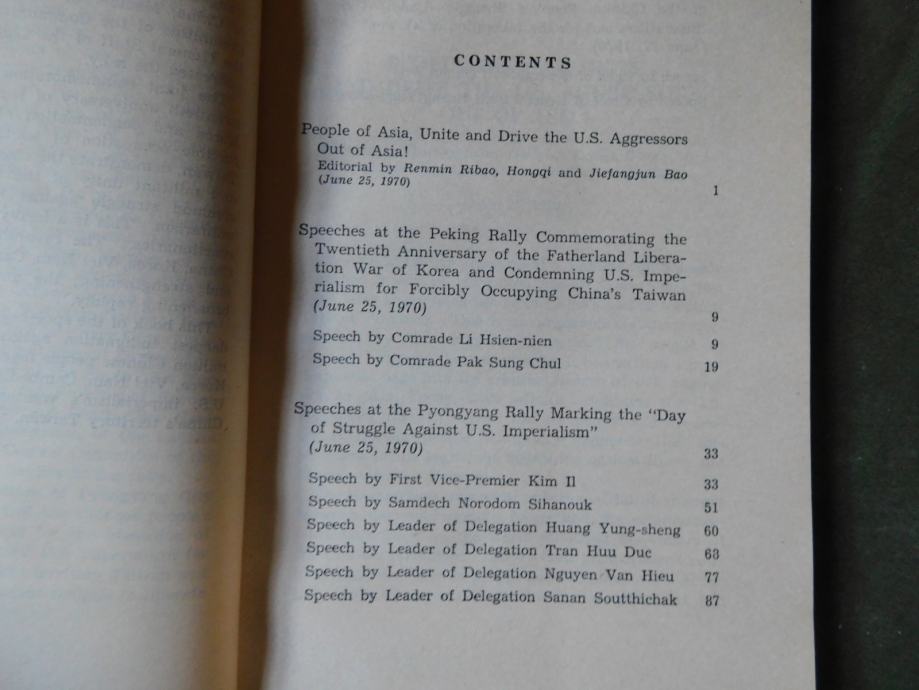 CONTENTS
People of Asia, Unite and Drive the U.S. Aggressors
Out of Asia!
Editorial by Renmin Ribao, Hongqi and Jiefangjun Bao
(June 25, 1970) 1
Speeches at the Peking Rally Commemorating the
Twentieth Anniversary of the Fatherland Libera-
tion War of Korea and Condemning U.S. Impe-
rialism for Forcibly Occupying China's Taiwan
(June 25, 1970) 9
Speech by Comrade Li Hsien-nien 9
Speech by Comrade Pak Sung Chul 19
Speeches at the Pyongyang Rally Marking the "Day
of Struggle Against U.S. Imperialism"
(June 25, 1970) 33
Speech by First Vice-Premier Kim Il 33
Speech by Samdech Norodom Sihanouk 51
Speech by Leader of Delegation Huang Yung-sheng 60
Speech by Leader of Delegation Tran Huu Duc 68
Speech by Leader of Delegation Nguyen Van Hieu 77
Speech by Leader of Delegation Sanan Soutthichak 87